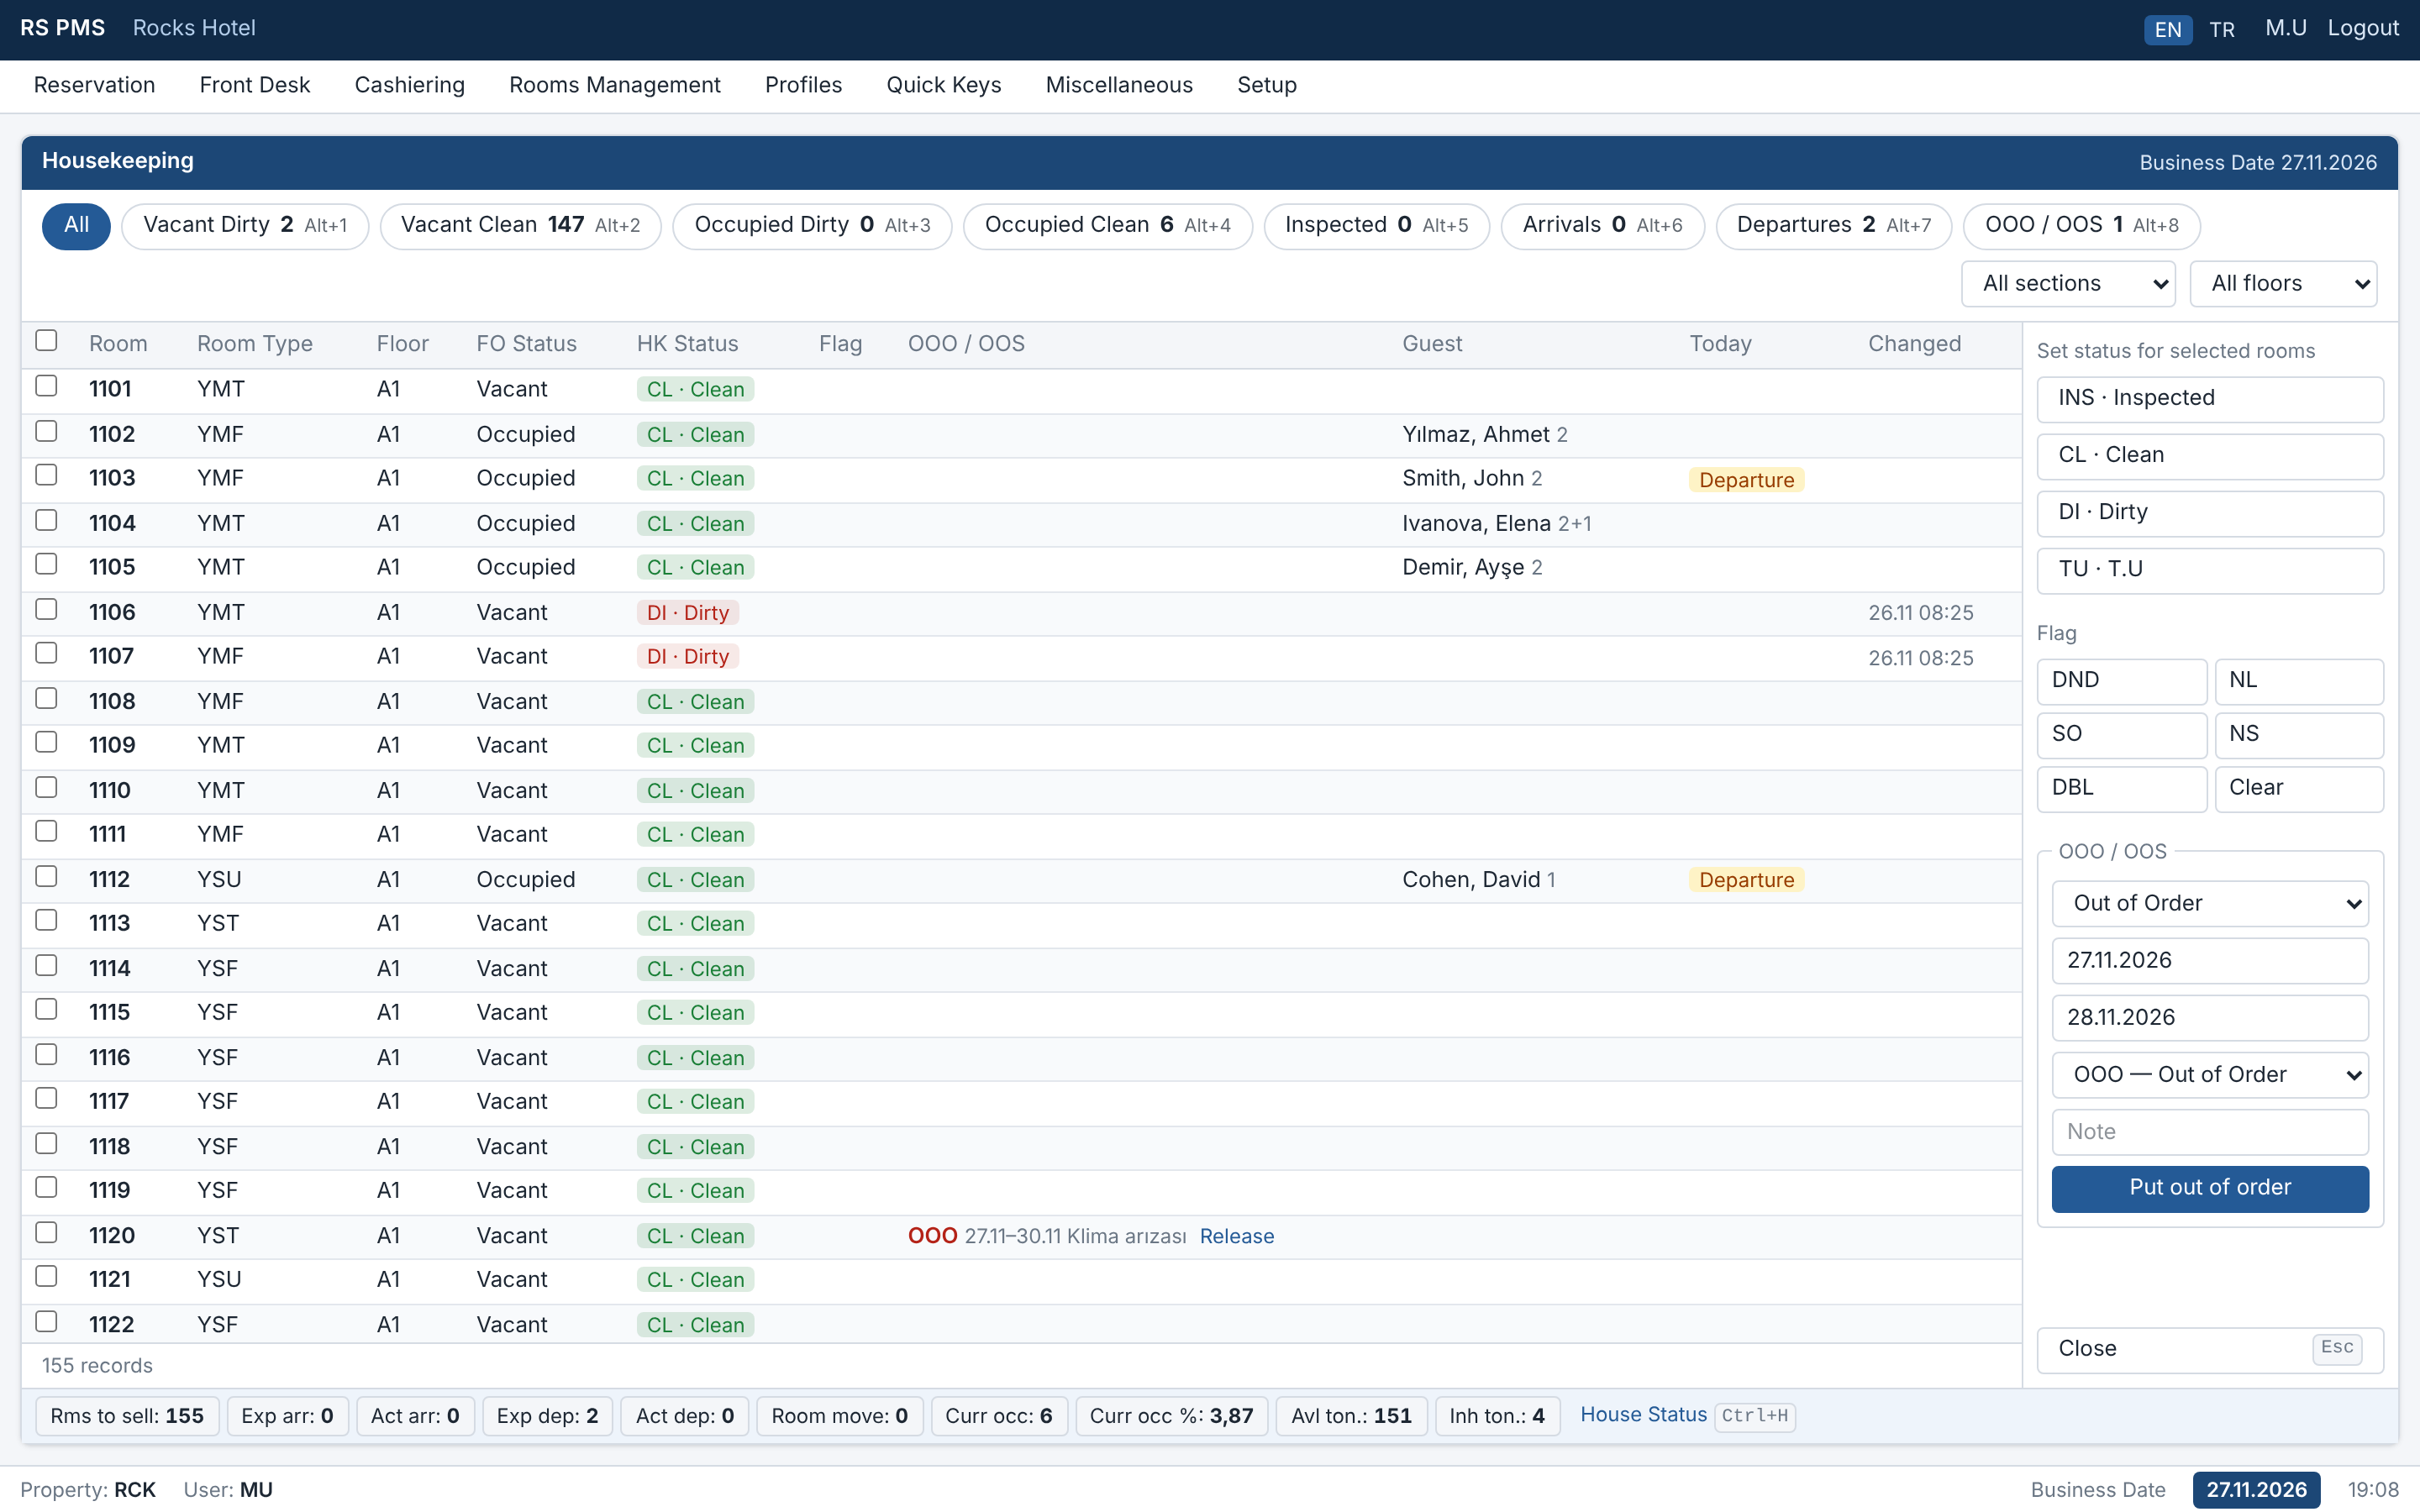 RS PMS Rocks Hotel EN TR M.U Logout
Reservation Front Desk Cashiering Rooms Management Profiles Quick Keys Miscellaneous Setup
Housekeeping Business Date 27.11.2026
All Vacant Dirty 2 Alt+1 Vacant Clean 147 Alt+2 Occupied Dirty 0 Alt+3 Occupied Clean 6 Alt+4 Inspected 0 Alt+5 Arrivals 0 Alt+6 Departures 2 Alt+7 OOO / OOS 1 Alt+8
All sections All floors
Room Room Type Floor FO Status HK Status Flag OOO / OOS Guest Today Changed
1101 YMT A1 Vacant CL · Clean
1102 YMF A1 Occupied CL · Clean Yılmaz, Ahmet 2
1103 YMF A1 Occupied CL · Clean Smith, John 2 Departure
1104 YMT A1 Occupied CL · Clean Ivanova, Elena 2+1
1105 YMT A1 Occupied CL · Clean Demir, Ayşe 2
1106 YMT A1 Vacant DI · Dirty 26.11 08:25
1107 YMF A1 Vacant DI · Dirty 26.11 08:25
1108 YMF A1 Vacant CL · Clean
1109 YMT A1 Vacant CL · Clean
1110 YMT A1 Vacant CL · Clean
1111 YMF A1 Vacant CL · Clean
1112 YSU A1 Occupied CL · Clean Cohen, David 1 Departure
1113 YST A1 Vacant CL · Clean
1114 YSF A1 Vacant CL · Clean
1115 YSF A1 Vacant CL · Clean
1116 YSF A1 Vacant CL · Clean
1117 YSF A1 Vacant CL · Clean
1118 YSF A1 Vacant CL · Clean
1119 YSF A1 Vacant CL · Clean
1120 YST A1 Vacant CL · Clean OOO 27.11–30.11 Klima arızası Release
1121 YSU A1 Vacant CL · Clean
1122 YSF A1 Vacant CL · Clean
155 records
Set status for selected rooms
INS · Inspected
CL · Clean
DI · Dirty
TU · T.U
Flag
DND NL
SO NS
DBL Clear
OOO / OOS
Out of Order
27.11.2026
28.11.2026
OOO — Out of Order
Note
Put out of order
Close Esc
Rms to sell: 155 Exp arr: 0 Act arr: 0 Exp dep: 2 Act dep: 0 Room move: 0 Curr occ: 6 Curr occ %: 3,87 Avl ton.: 151 Inh ton.: 4 House Status Ctrl+H
Property: RCK User: MU Business Date 27.11.2026 19:08